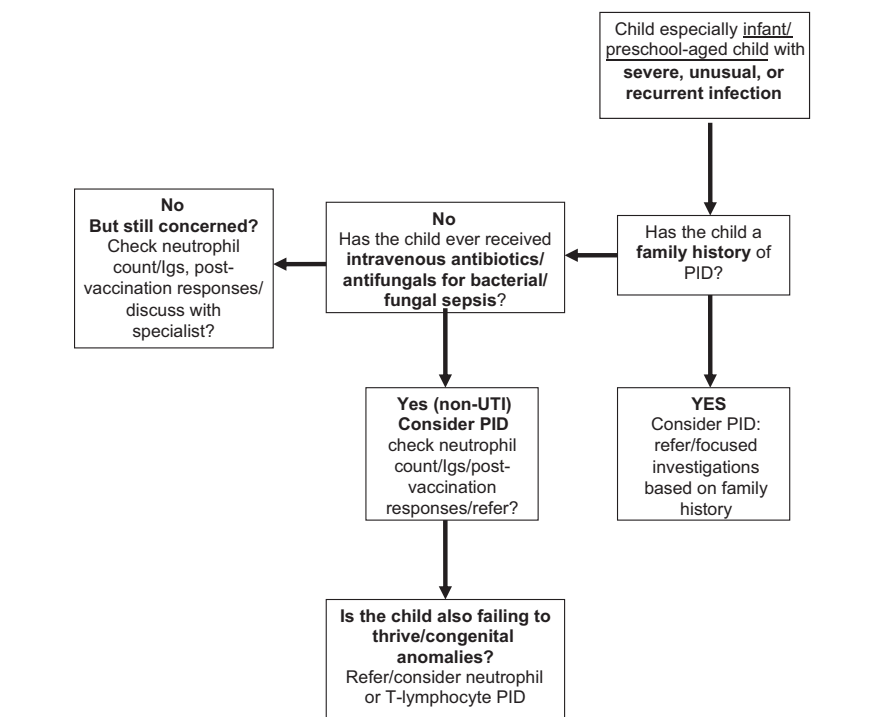 Child especially infant/
preschool-aged child with
severe, unusual, or
recurrent infection
Has the child a
family history of
PID?
No
Has the child ever received
intravenous antibiotics/
antifungals for bacterial/
fungal sepsis?
No
But still concerned?
Check neutrophil
count/Igs, post-
vaccination responses/
discuss with
specialist?
YES
Consider PID:
refer/focused
investigations
based on family
history
Yes (non-UTI)
Consider PID
check neutrophil
count/Igs/post-
vaccination
responses/refer?
Is the child also failing to
thrive/congenital
anomalies?
Refer/consider neutrophil
or T-lymphocyte PID